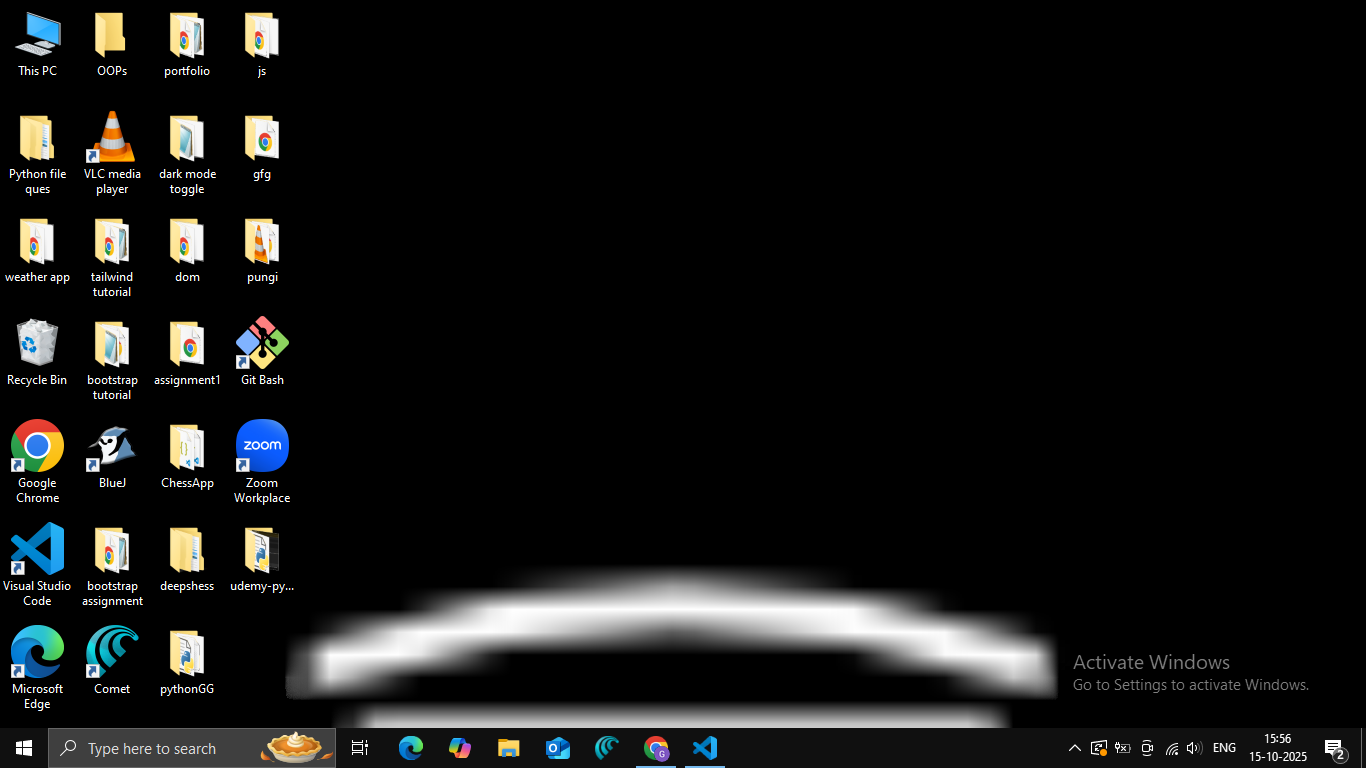 This PC
OOPs
portfolio
js
Python file
ques
VLC media
player
dark mode
toggle
gfg
weather app
tailwind
tutorial
dom
pungi
Recycle Bin
bootstrap
tutorial
assignment1
Git Bash
Google
Chrome
BlueJ
ChessApp
zoom
Zoom
Workplace
Visual Studio
Code
bootstrap
assignment
deepshess
udemy-py...
Microsoft
Edge
Comet
pythonGG
Activate Windows
Go to Settings to activate Windows.
Type here to search
G
ENG
15:56
15-10-2025
2